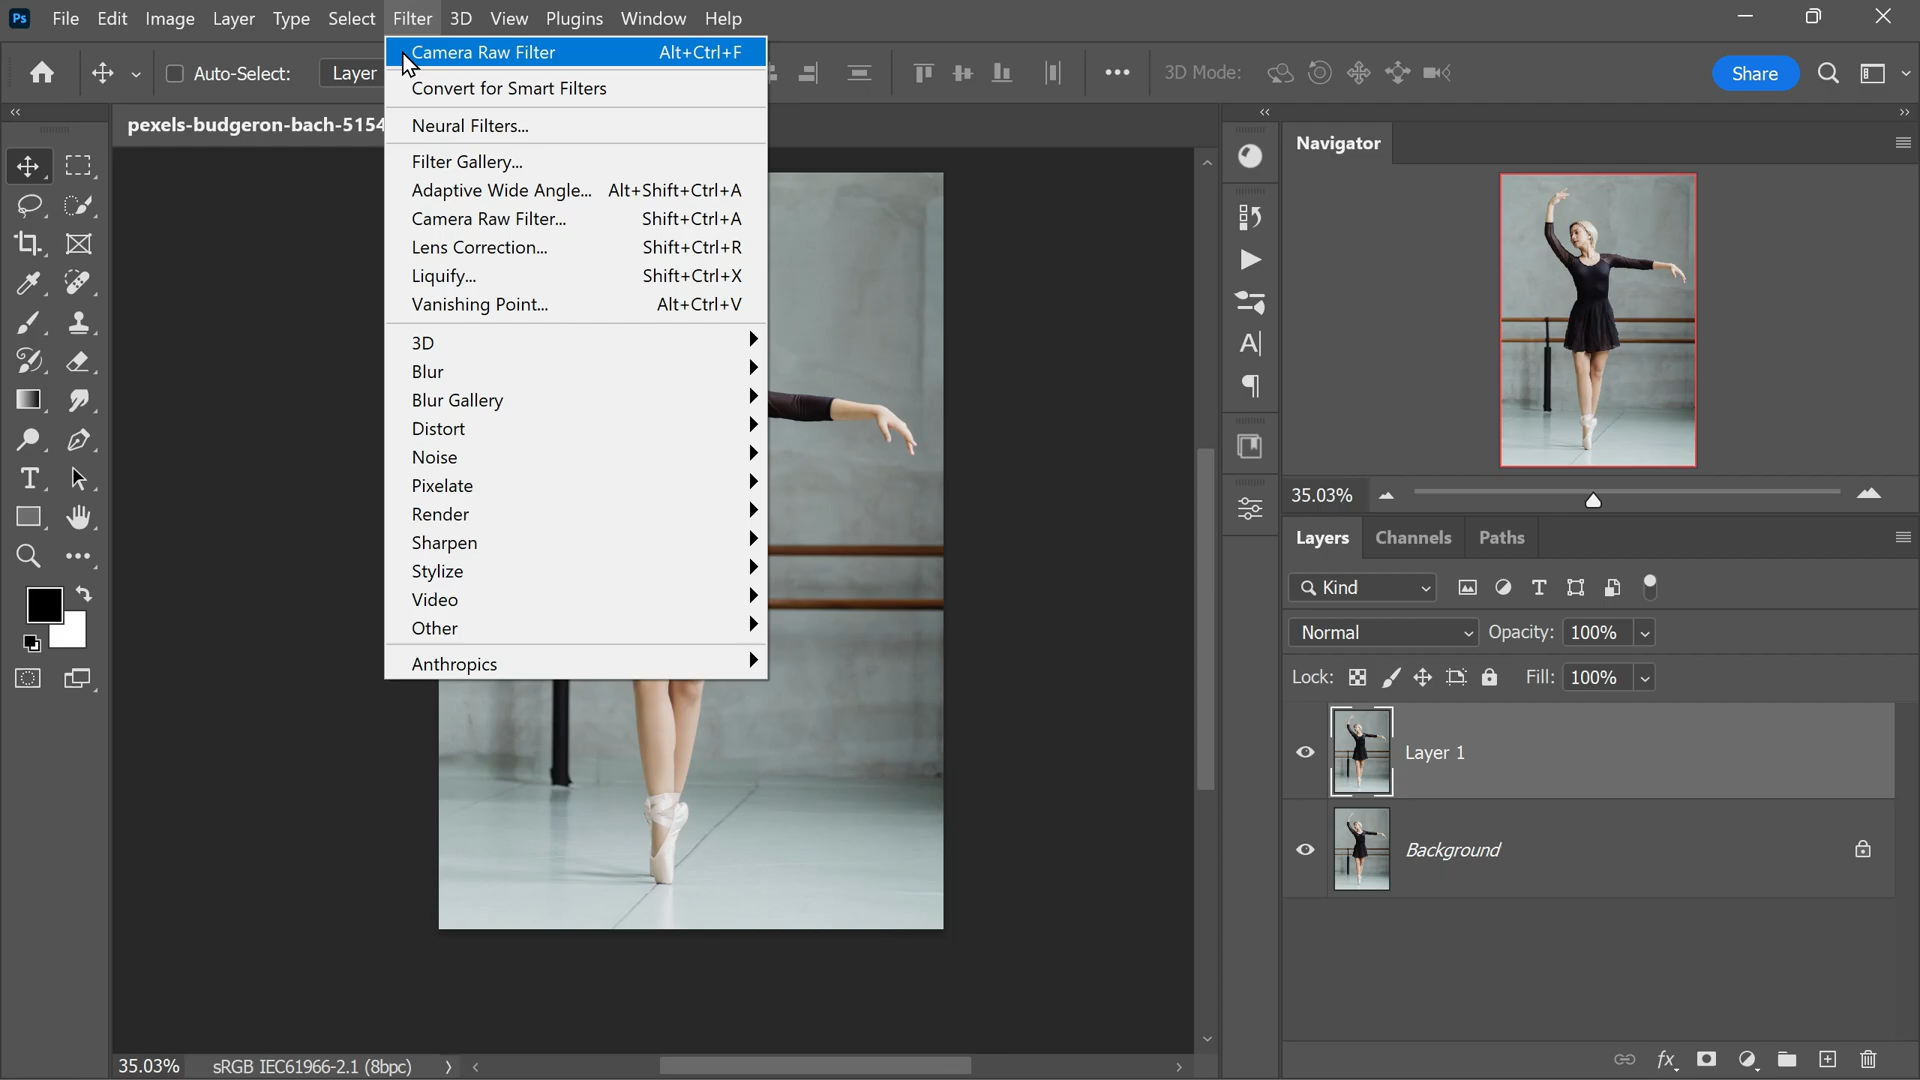 Ps File Edit Image Layer Type Select Filter 3D View Plugins Window Help
Auto-Select: Layer
3D Mode:
Share
pexels-budgeron-bach-5154
Camera Raw Filter Alt+Ctrl+F
Convert for Smart Filters
Neural Filters...
Filter Gallery...
Adaptive Wide Angle... Alt+Shift+Ctrl+A
Camera Raw Filter... Shift+Ctrl+A
Lens Correction... Shift+Ctrl+R
Liquify... Shift+Ctrl+X
Vanishing Point... Alt+Ctrl+V
3D
Blur
Blur Gallery
Distort
Noise
Pixelate
Render
Sharpen
Stylize
Video
Other
Anthropics
Navigator
35.03%
Layers Channels Paths
Kind
Normal Opacity: 100%
Lock: Fill: 100%
Layer 1
Background
35.03% sRGB IEC61966-2.1 (8bpc)